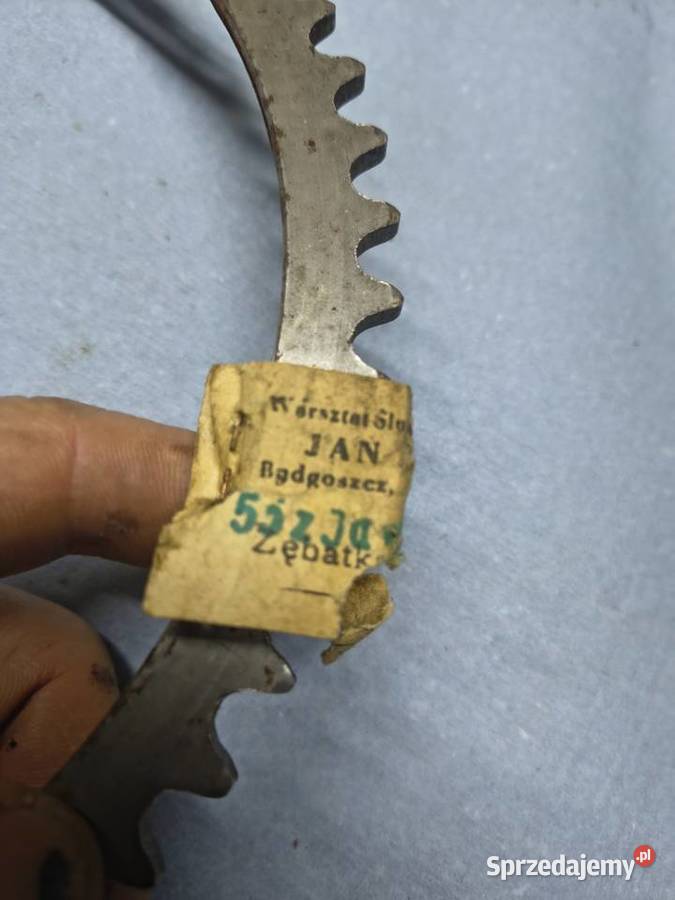 Warsztat
JAN
Bydgoszcz,
Zębatk
Sprzedajemy.pl